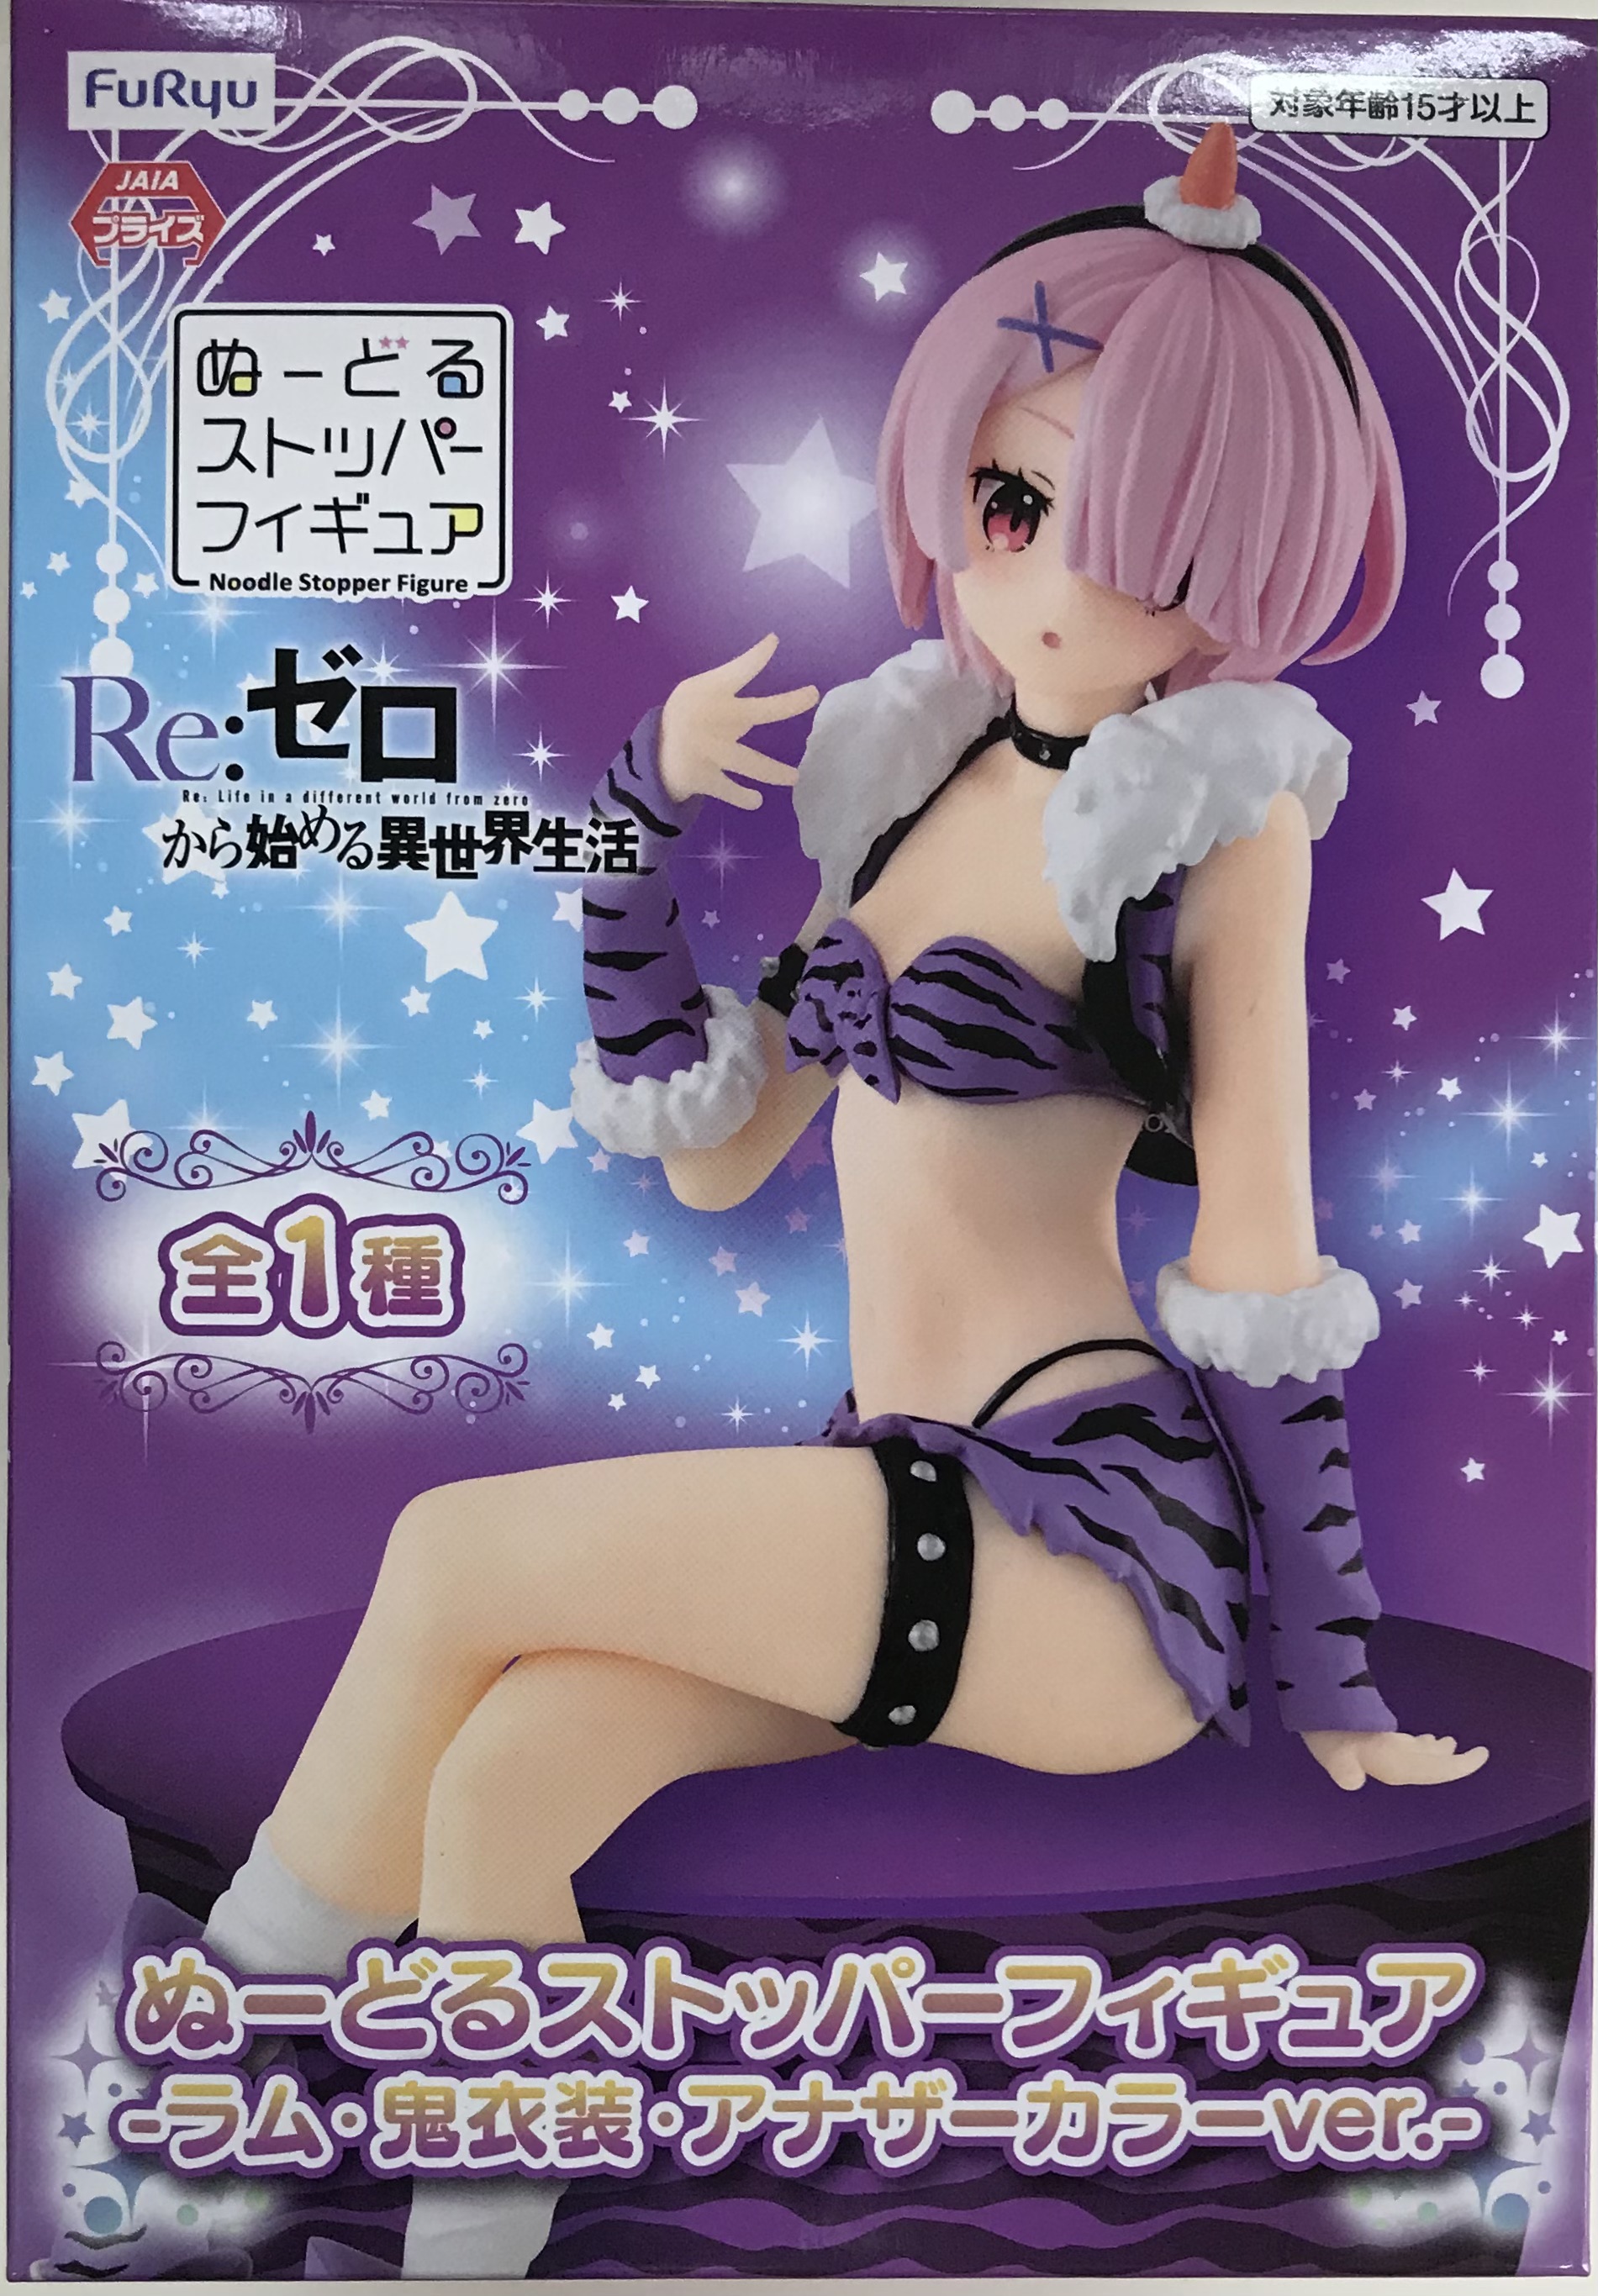 FuRyu
対象年齢15才以上
JAIA
プライズ
ぬーどる
ストッパー
フィギュア
Noodle Stopper Figure
Re:ゼロ
Re: Life in a different world from zero
から始める異世界生活
全1種
ぬーどるストッパーフィギュア
-ラム・鬼衣装・アナザーカラーver.-